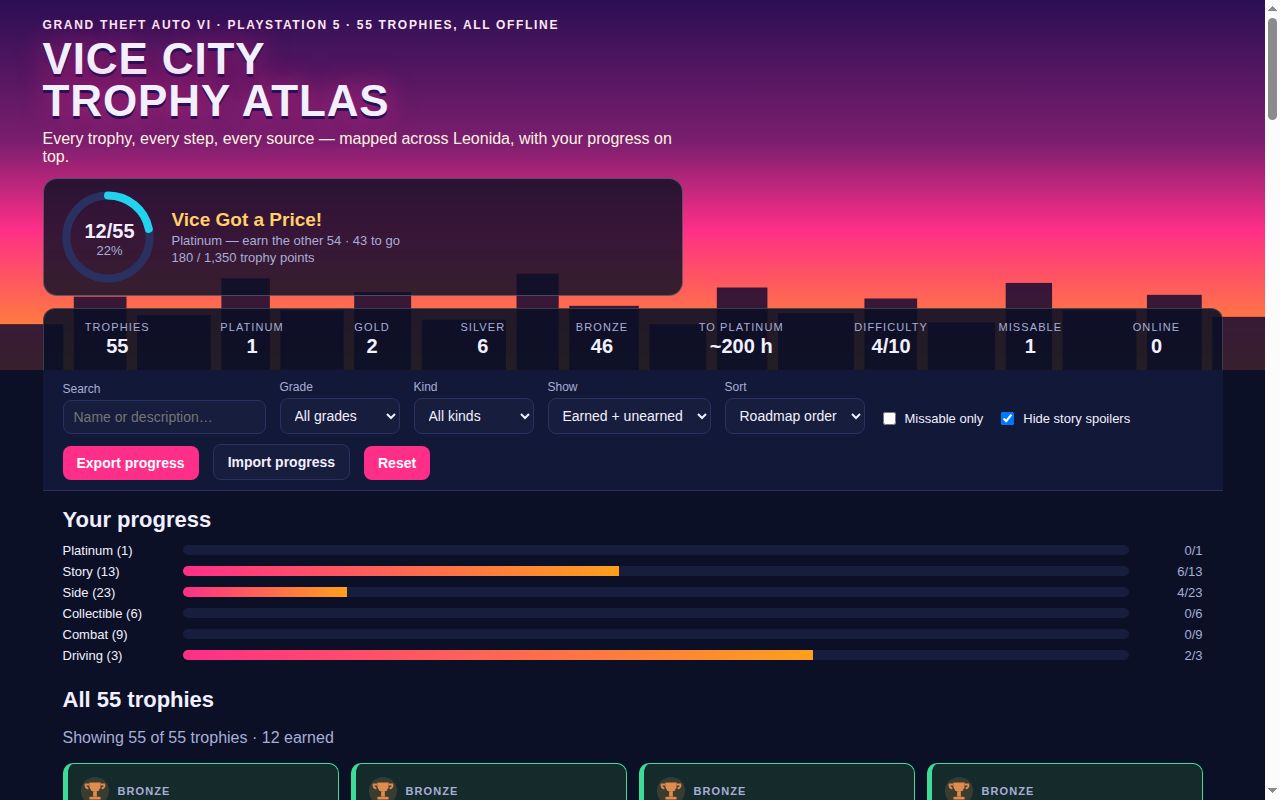 GRAND THEFT AUTO VI · PLAYSTATION 5 · 55 TROPHIES, ALL OFFLINE
VICE CITY
TROPHY ATLAS
Every trophy, every step, every source — mapped across Leonida, with your progress on
top.
12/55
22%
Vice Got a Price!
Platinum — earn the other 54 · 43 to go
180 / 1,350 trophy points
TROPHIES PLATINUM GOLD SILVER BRONZE TO PLATINUM DIFFICULTY MISSABLE ONLINE
55 1 2 6 46 ~200 h 4/10 1 0
Search Grade Kind Show Sort
Name or description… All grades All kinds Earned + unearned Roadmap order Missable only Hide story spoilers
Export progress Import progress Reset
Your progress
Platinum (1) 0/1
Story (13) 6/13
Side (23) 4/23
Collectible (6) 0/6
Combat (9) 0/9
Driving (3) 2/3
All 55 trophies
Showing 55 of 55 trophies · 12 earned
BRONZE BRONZE BRONZE BRONZE